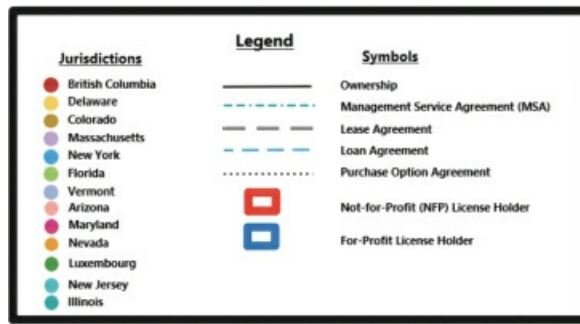 Legend
Jurisdictions
British Columbia
Delaware
Colorado
Massachusetts
New York
Florida
Vermont
Arizona
Maryland
Nevada
Luxembourg
New Jersey
Illinois
Symbols
Ownership
Management Service Agreement (MSA)
Lease Agreement
Loan Agreement
Purchase Option Agreement
Not-for-Profit (NFP) License Holder
For-Profit License Holder